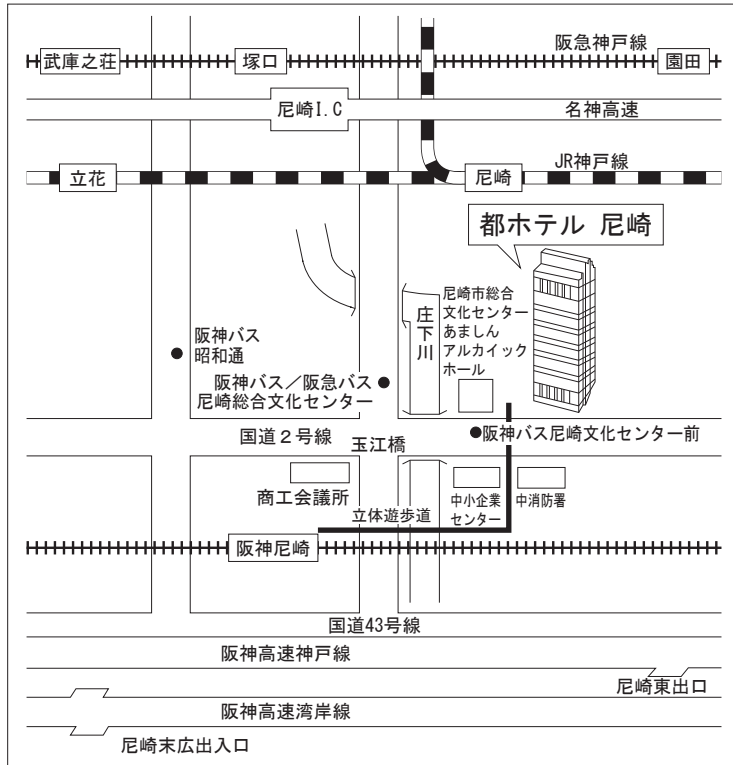 阪急神戸線
武庫之荘
塚口
園田
尼崎I.C
名神高速
JR神戸線
立花
尼崎
都ホテル 尼崎
尼崎市総合
文化センター
あましん
アルカイック
ホール
庄下川
阪神バス
昭和通
阪神バス／阪急バス
尼崎総合文化センター
国道２号線
玉江橋
阪神バス尼崎文化センター前
商工会議所
中小企業
センター
中消防署
立体遊歩道
阪神尼崎
国道43号線
阪神高速神戸線
尼崎東出口
阪神高速湾岸線
尼崎末広出入口